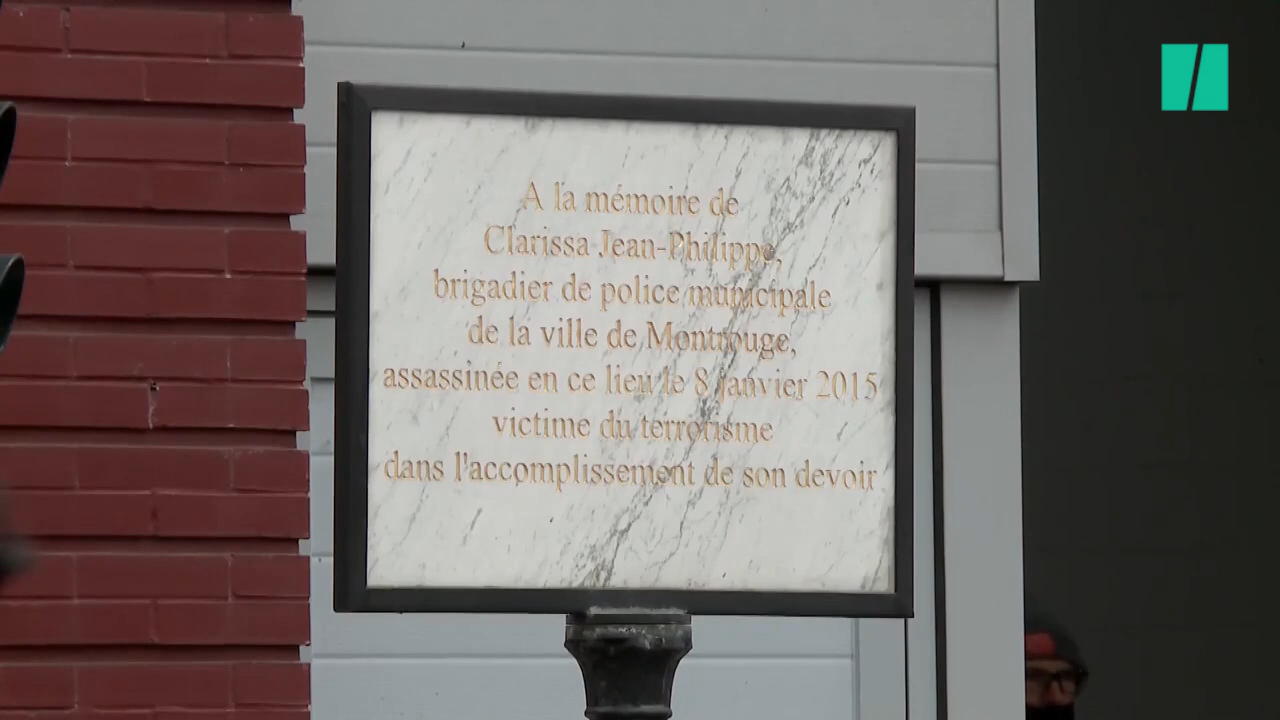 A la mémoire de
Clarissa Jean-Philippe,
brigadier de police municipale
de la ville de Montrouge,
assassinée en ce lieu le 8 janvier 2015
victime du terrorisme
dans l'accomplissement de son devoir